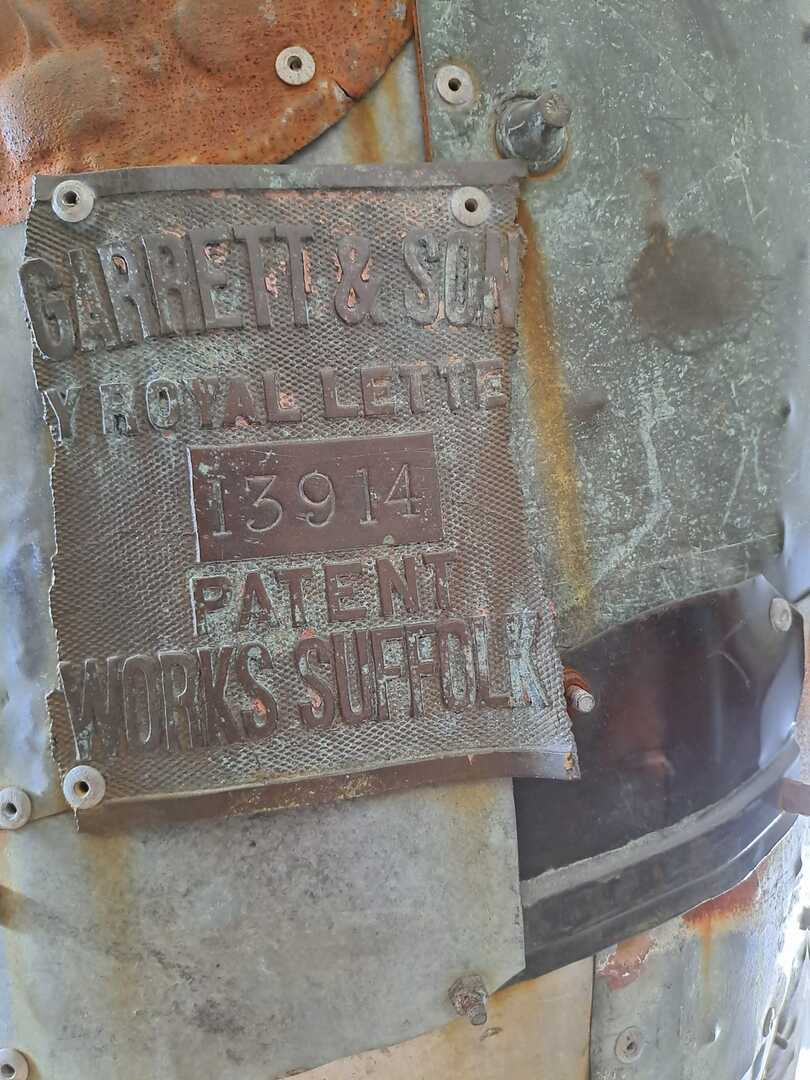 GARRETT & SON
Y ROYAL LETTE
13914
PATENT
WORKS SUFFOLK